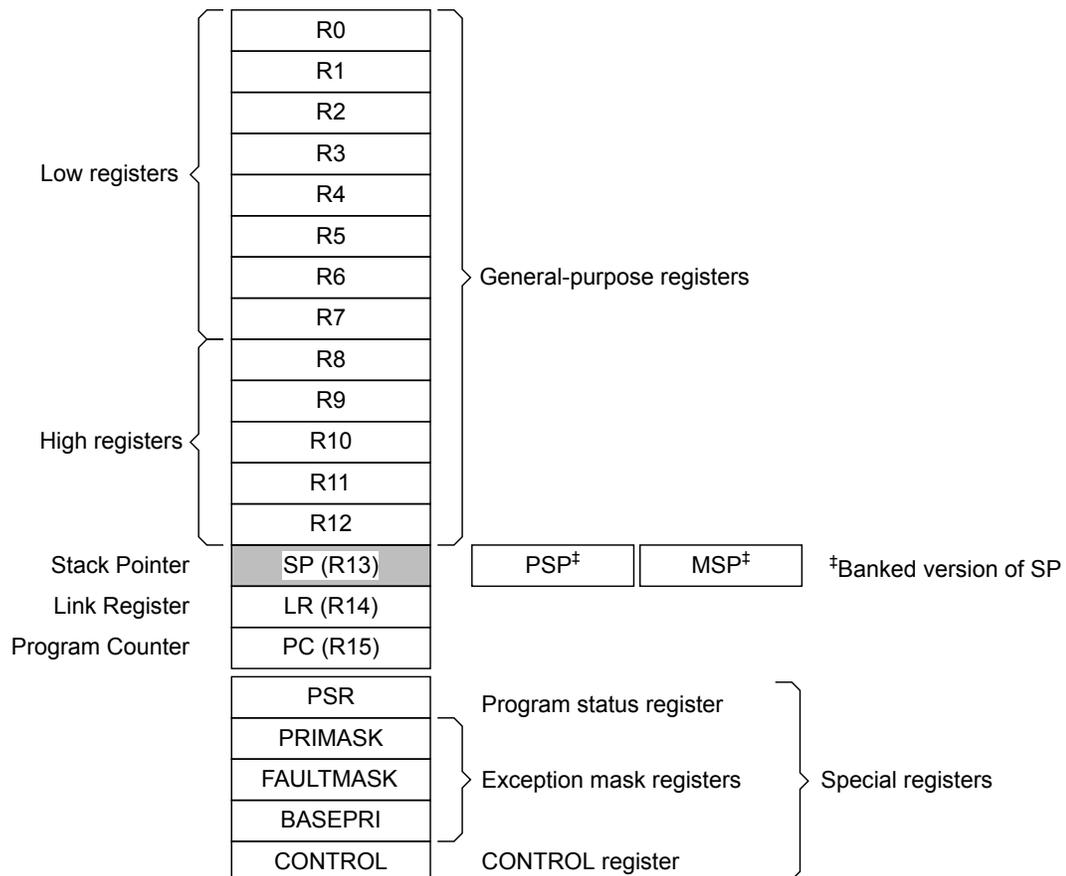 R0
R1
R2
R3
Low registers
R4
R5
R6
General-purpose registers
R7
R8
R9
High registers
R10
R11
R12
Stack Pointer SP (R13) PSP‡ MSP‡ ‡Banked version of SP
Link Register LR (R14)
Program Counter PC (R15)
PSR Program status register
PRIMASK
FAULTMASK Exception mask registers Special registers
BASEPRI
CONTROL CONTROL register